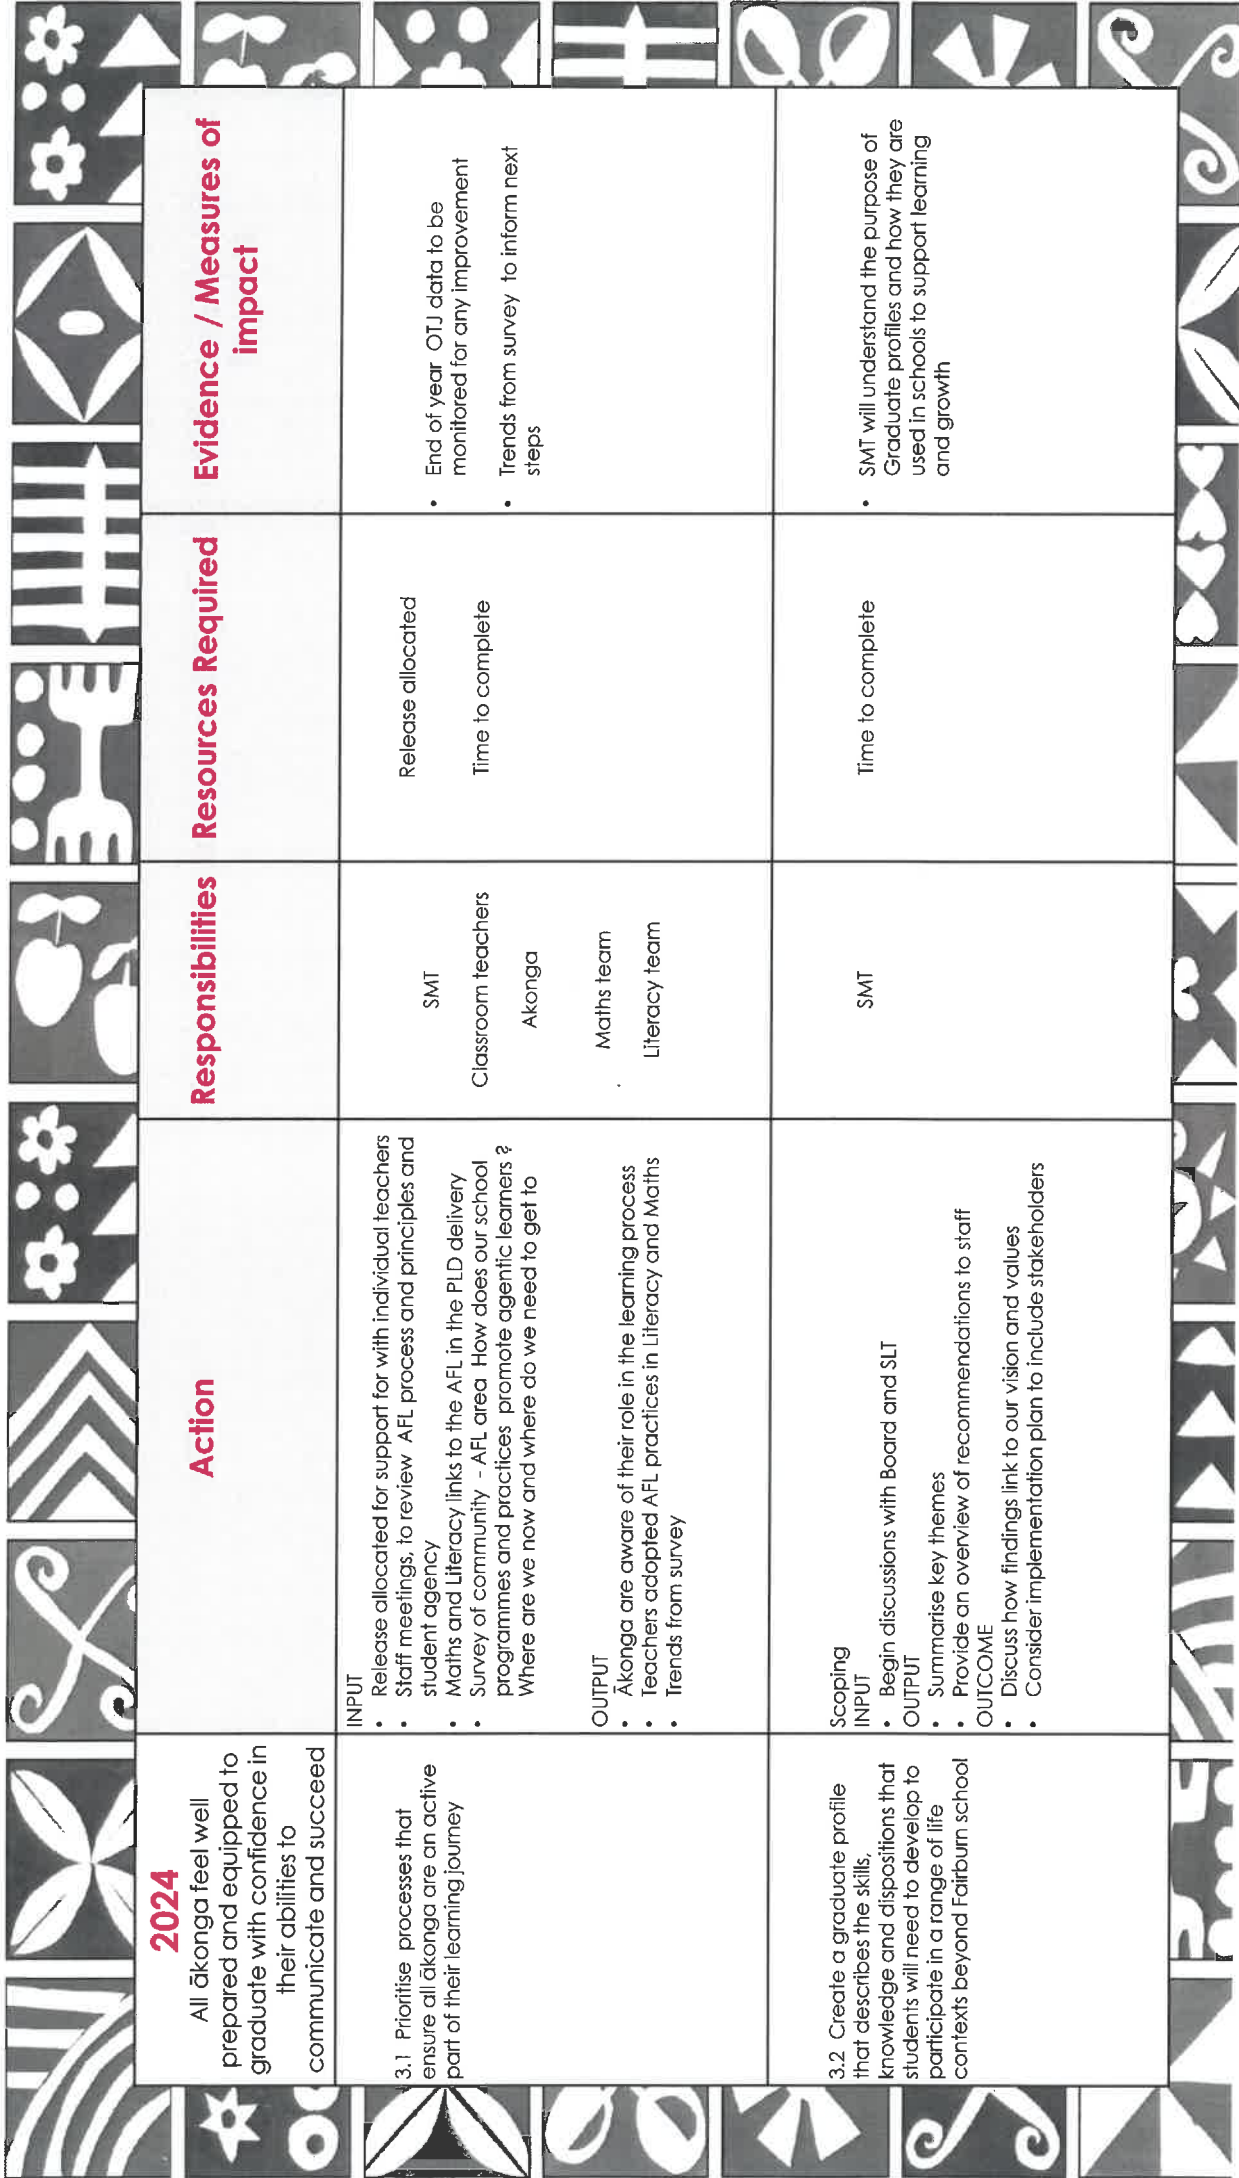 2024
All ākonga feel well
prepared and equipped to
graduate with confidence in
their abilities to
communicate and succeed
Action
Responsibilities
Resources Required
Evidence / Measures of
impact
3.1 Prioritise processes that
ensure all ākonga are an active
part of their learning journey
INPUT
• Release allocated for support for with individual teachers
• Staff meetings, to review AFL process and principles and
student agency
• Maths and Literacy links to the AFL in the PLD delivery
• Survey of community - AFL area How does our school
programmes and practices promote agentic learners ?
Where are we now and where do we need to get to
OUTPUT
• Ākonga are aware of their role in the learning process
• Teachers adopted AFL practices in Literacy and Maths
• Trends from survey
SMT
Classroom teachers
Akonga
Maths team
Literacy team
Release allocated
Time to complete
• End of year OTJ data to be
monitored for any improvement
• Trends from survey to inform next
steps
3.2 Create a graduate profile
that describes the skills,
knowledge and dispositions that
students will need to develop to
participate in a range of life
contexts beyond Fairburn school
Scoping
INPUT
• Begin discussions with Board and SLT
OUTPUT
• Summarise key themes
• Provide an overview of recommendations to staff
OUTCOME
• Discuss how findings link to our vision and values
• Consider implementation plan to include stakeholders
SMT
Time to complete
• SMT will understand the purpose of
Graduate profiles and how they are
used in schools to support learning
and growth